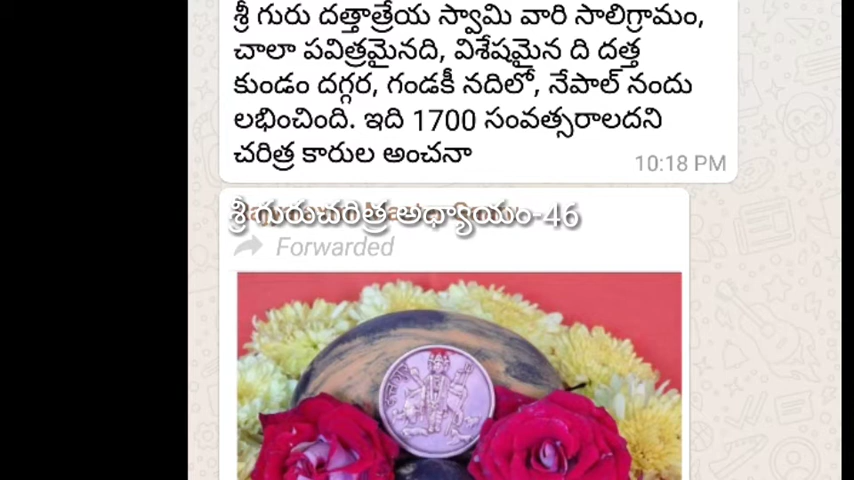 శ్రీ గురు దత్తాత్రేయ స్వామి వారి సాలిగ్రామం,
చాలా పవిత్రమైనది, విశేషమైన ది దత్త
కుండం దగ్గర, గండకీ నదిలో, నేపాల్ నందు
లభించింది. ఇది 1700 సంవత్సరాలదని
చరిత్ర కారుల అంచనా
10:18 PM
శ్రీగురుచరిత్ర అధ్యాయం-46
Forwarded